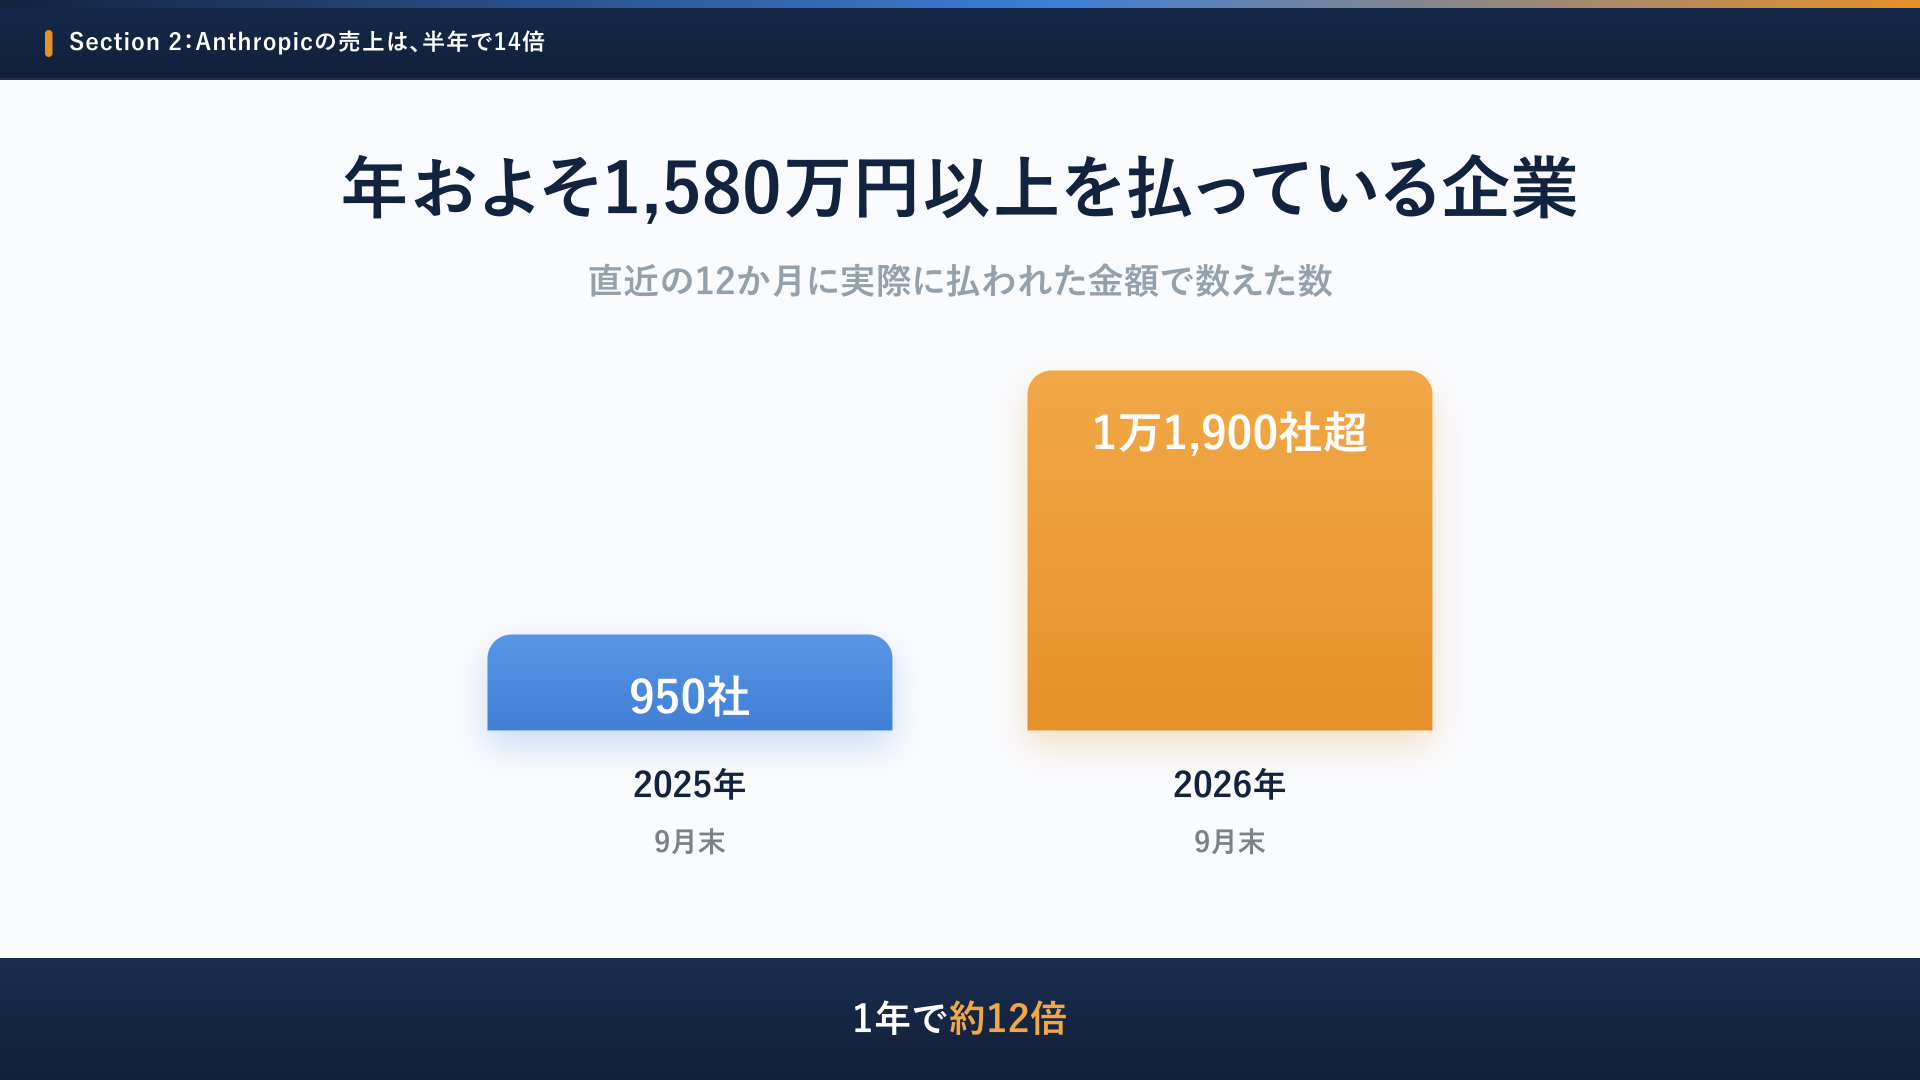 Section 2：Anthropicの売上は、半年で14倍
年およそ1,580万円以上を払っている企業
直近の12か月に実際に払われた金額で数えた数
1万1,900社超
950社
2025年
2026年
9月末
9月末
1年で約12倍